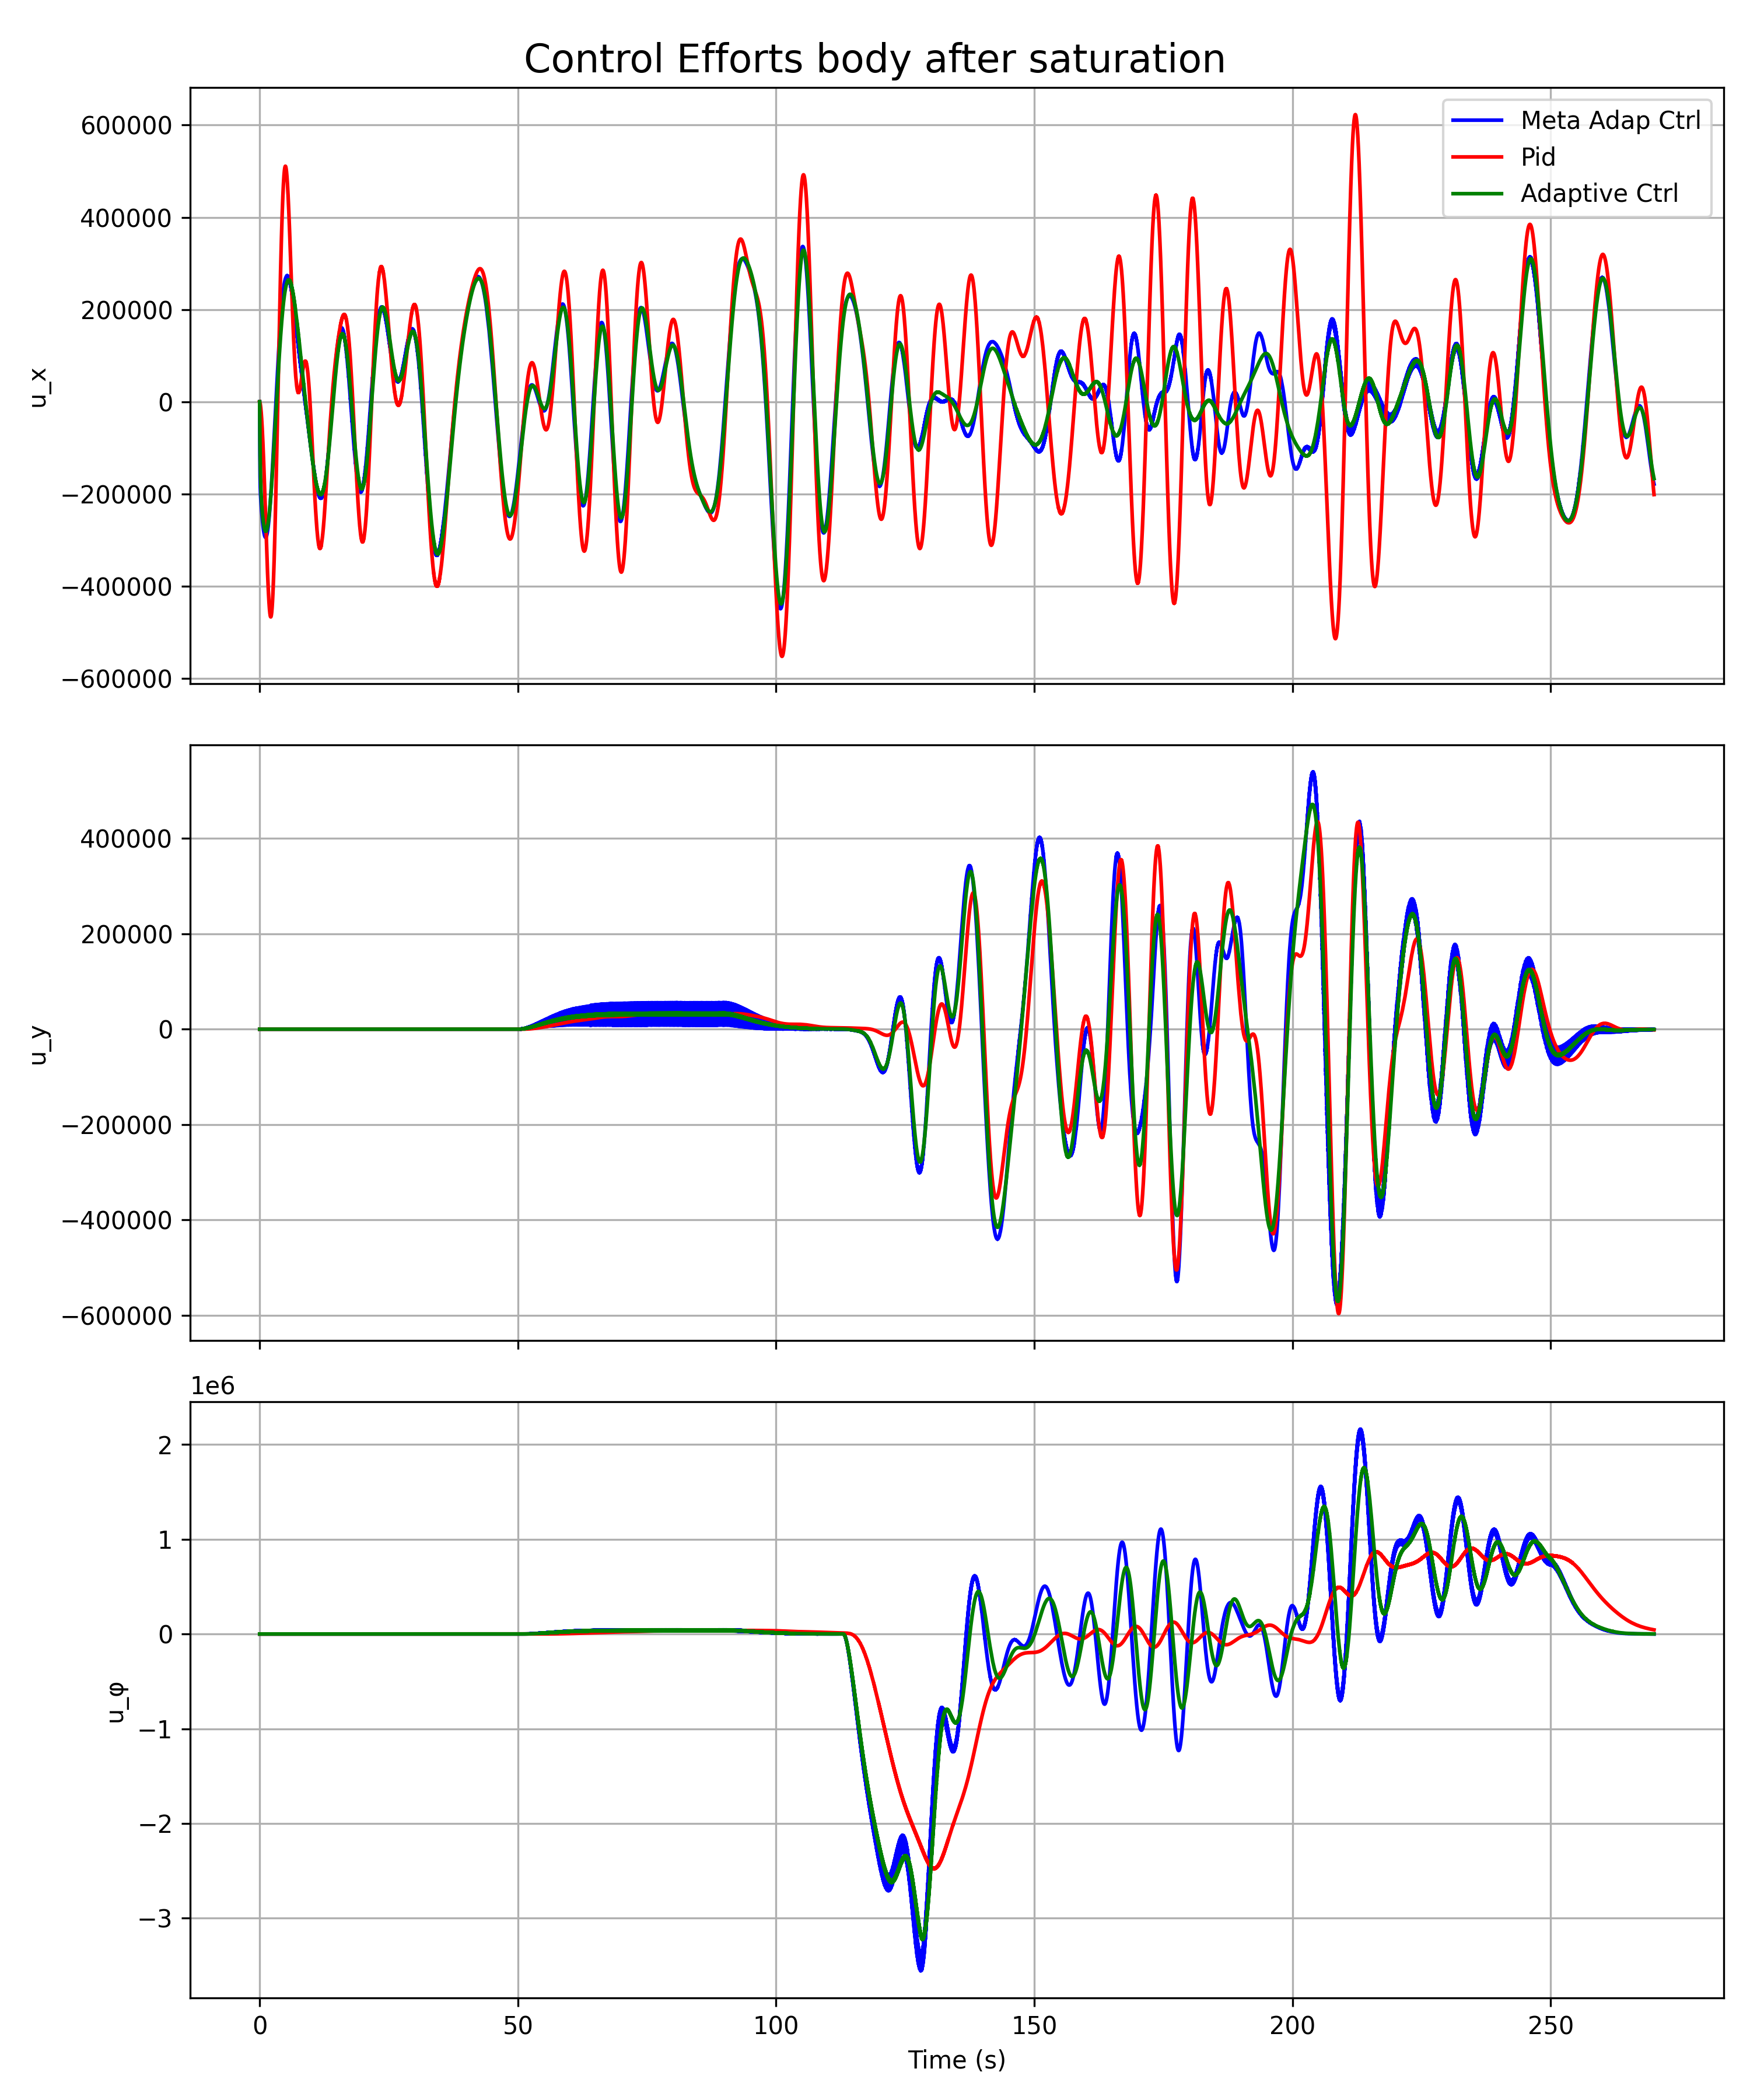 Control Efforts body after saturation
Meta Adap Ctrl
Pid
Adaptive Ctrl
600000
400000
200000
0
−200000
−400000
−600000
u_x
400000
200000
0
−200000
−400000
−600000
u_y
1e6
2
1
0
−1
−2
−3
u_φ
0 50 100 150 200 250
Time (s)